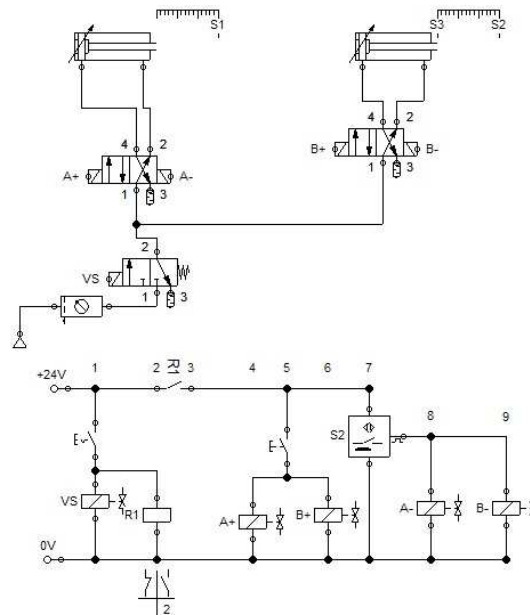 S1 S3 S2
4 2
4 2
B+ B-
A+ A-
1 3
1 3
2
VS
1 3
1 2 R1 3 4 5 6 7
+24V
8 9
S2
VS
R1
A+ B+ A- B-
0V
2